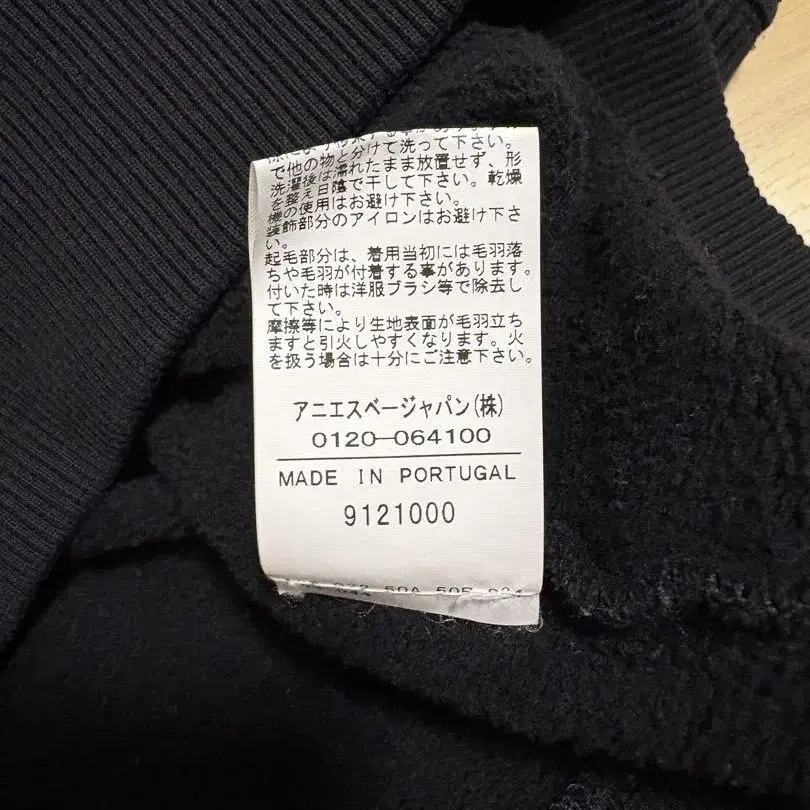 で他の物と分けて洗って下さい。
洗濯後は濡れたまま放置せず、形
を整え日陰で干して下さい。乾燥
機の使用はお避け下さい。
装飾部分のアイロンはお避け下さ
い。
起毛部分は、着用当初には毛羽落
ちや毛羽が付着する事があります。
付いた時は洋服ブラシ等で除去し
て下さい。
摩擦等により生地表面が毛羽立ち
ますと引火しやすくなります。火
を扱う場合は十分にご注意下さい。
アニエスベージャパン(株)
0120-064100
MADE IN PORTUGAL
9121000